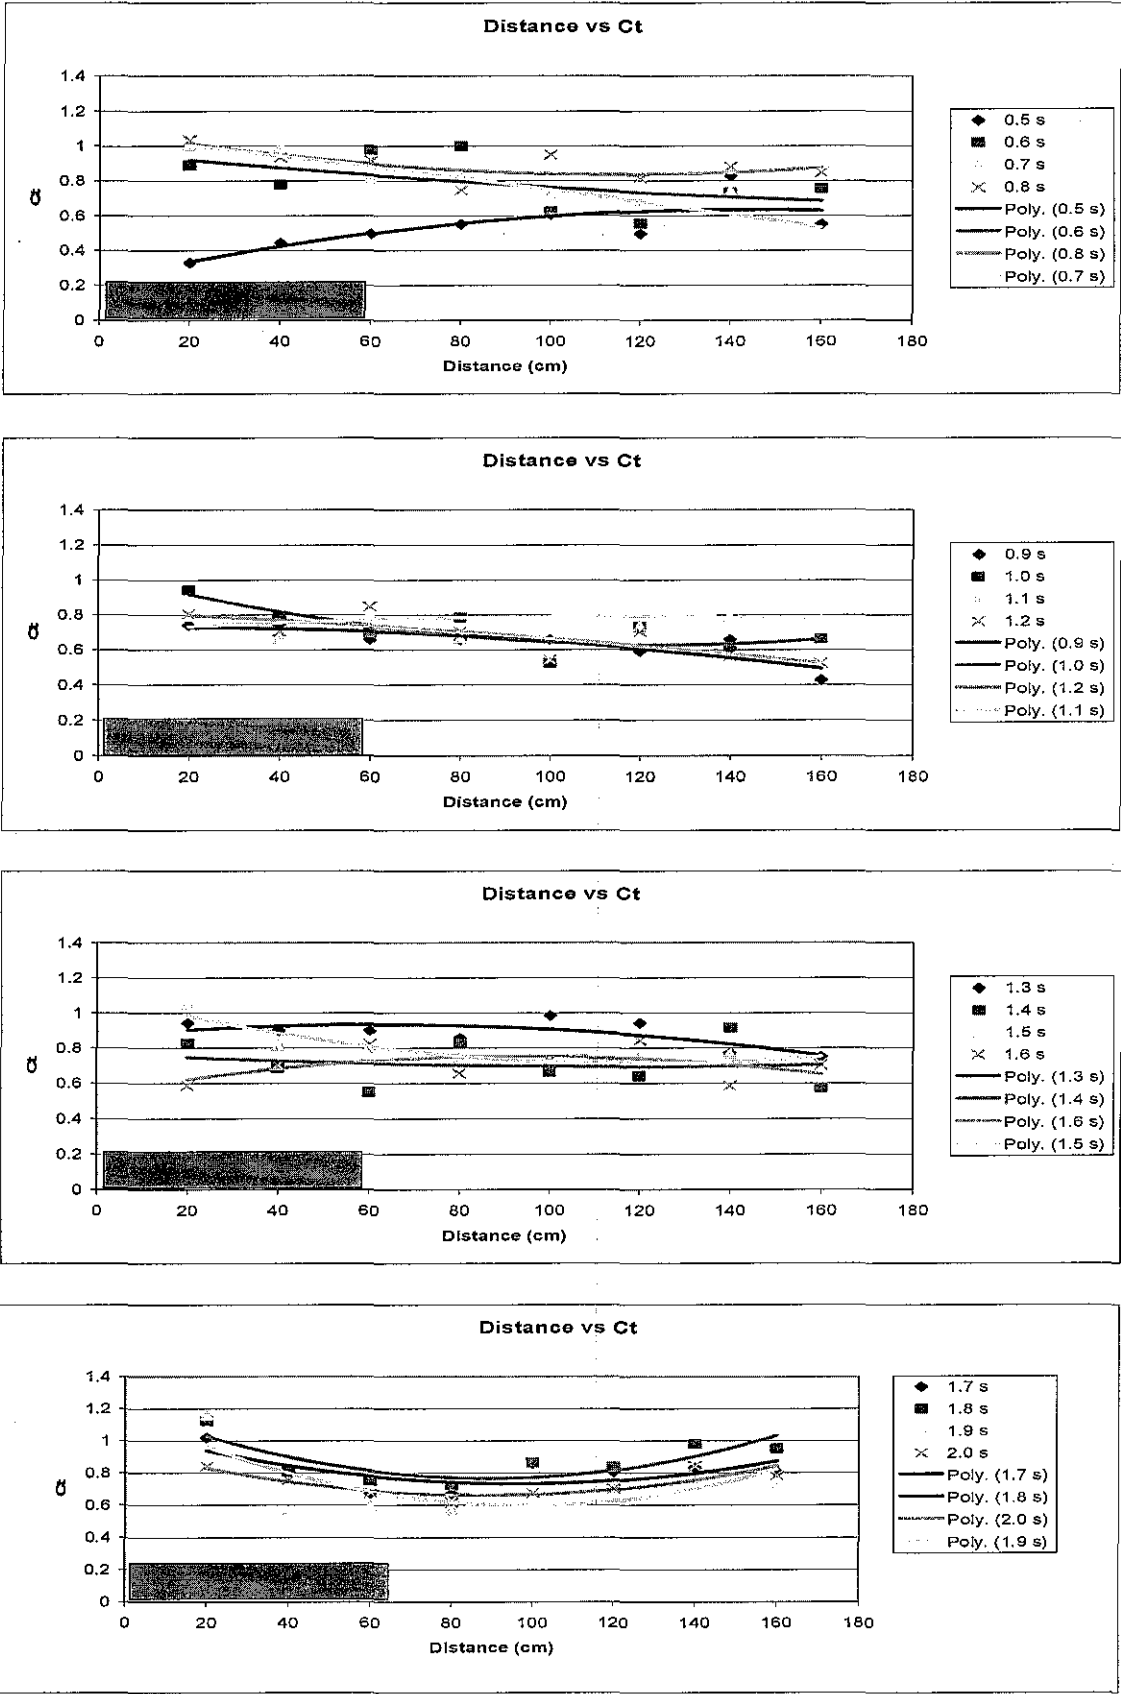 Distance vs Ct
1.4
1.2
1
0.8
0.6
0.4
0.2
0
Ct
0 20 40 60 80 100 120 140 160 180
Distance (cm)
0.5 s
0.6 s
0.7 s
0.8 s
Poly. (0.5 s)
Poly. (0.6 s)
Poly. (0.8 s)
Poly. (0.7 s)
Distance vs Ct
1.4
1.2
1
0.8
0.6
0.4
0.2
0
Ct
0 20 40 60 80 100 120 140 160 180
Distance (cm)
0.9 s
1.0 s
1.1 s
1.2 s
Poly. (0.9 s)
Poly. (1.0 s)
Poly. (1.2 s)
Poly. (1.1 s)
Distance vs Ct
1.4
1.2
1
0.8
0.6
0.4
0.2
0
Ct
0 20 40 60 80 100 120 140 160 180
Distance (cm)
1.3 s
1.4 s
1.5 s
1.6 s
Poly. (1.3 s)
Poly. (1.4 s)
Poly. (1.6 s)
Poly. (1.5 s)
Distance vs Ct
1.4
1.2
1
0.8
0.6
0.4
0.2
0
Ct
0 20 40 60 80 100 120 140 160 180
Distance (cm)
1.7 s
1.8 s
1.9 s
2.0 s
Poly. (1.7 s)
Poly. (1.8 s)
Poly. (2.0 s)
Poly. (1.9 s)